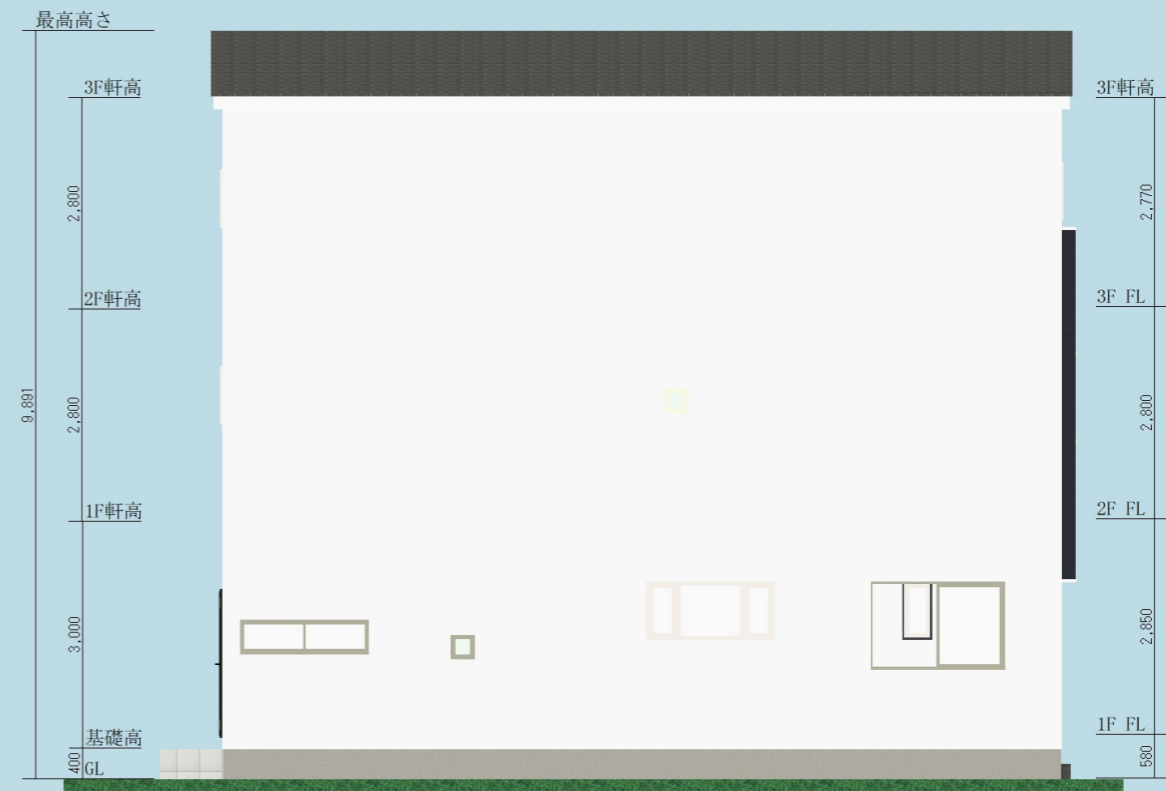 最高高さ
3F軒高
2,800
2F軒高
9,891
2,800
1F軒高
3,000
基礎高
400
GL
3F軒高
2,770
3F FL
2,800
2F FL
2,850
1F FL
580